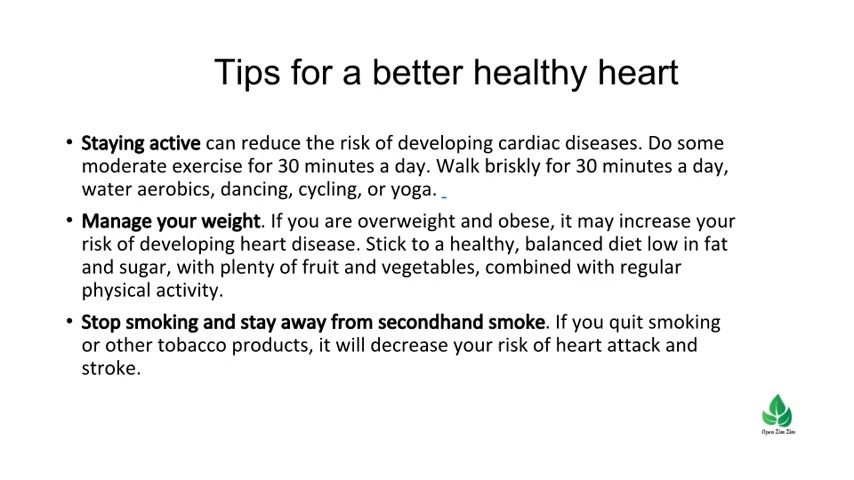 Tips for a better healthy heart
• Staying active can reduce the risk of developing cardiac diseases. Do some
moderate exercise for 30 minutes a day. Walk briskly for 30 minutes a day,
water aerobics, dancing, cycling, or yoga.
• Manage your weight. If you are overweight and obese, it may increase your
risk of developing heart disease. Stick to a healthy, balanced diet low in fat
and sugar, with plenty of fruit and vegetables, combined with regular
physical activity.
• Stop smoking and stay away from secondhand smoke. If you quit smoking
or other tobacco products, it will decrease your risk of heart attack and
stroke.
Open Zim Zim